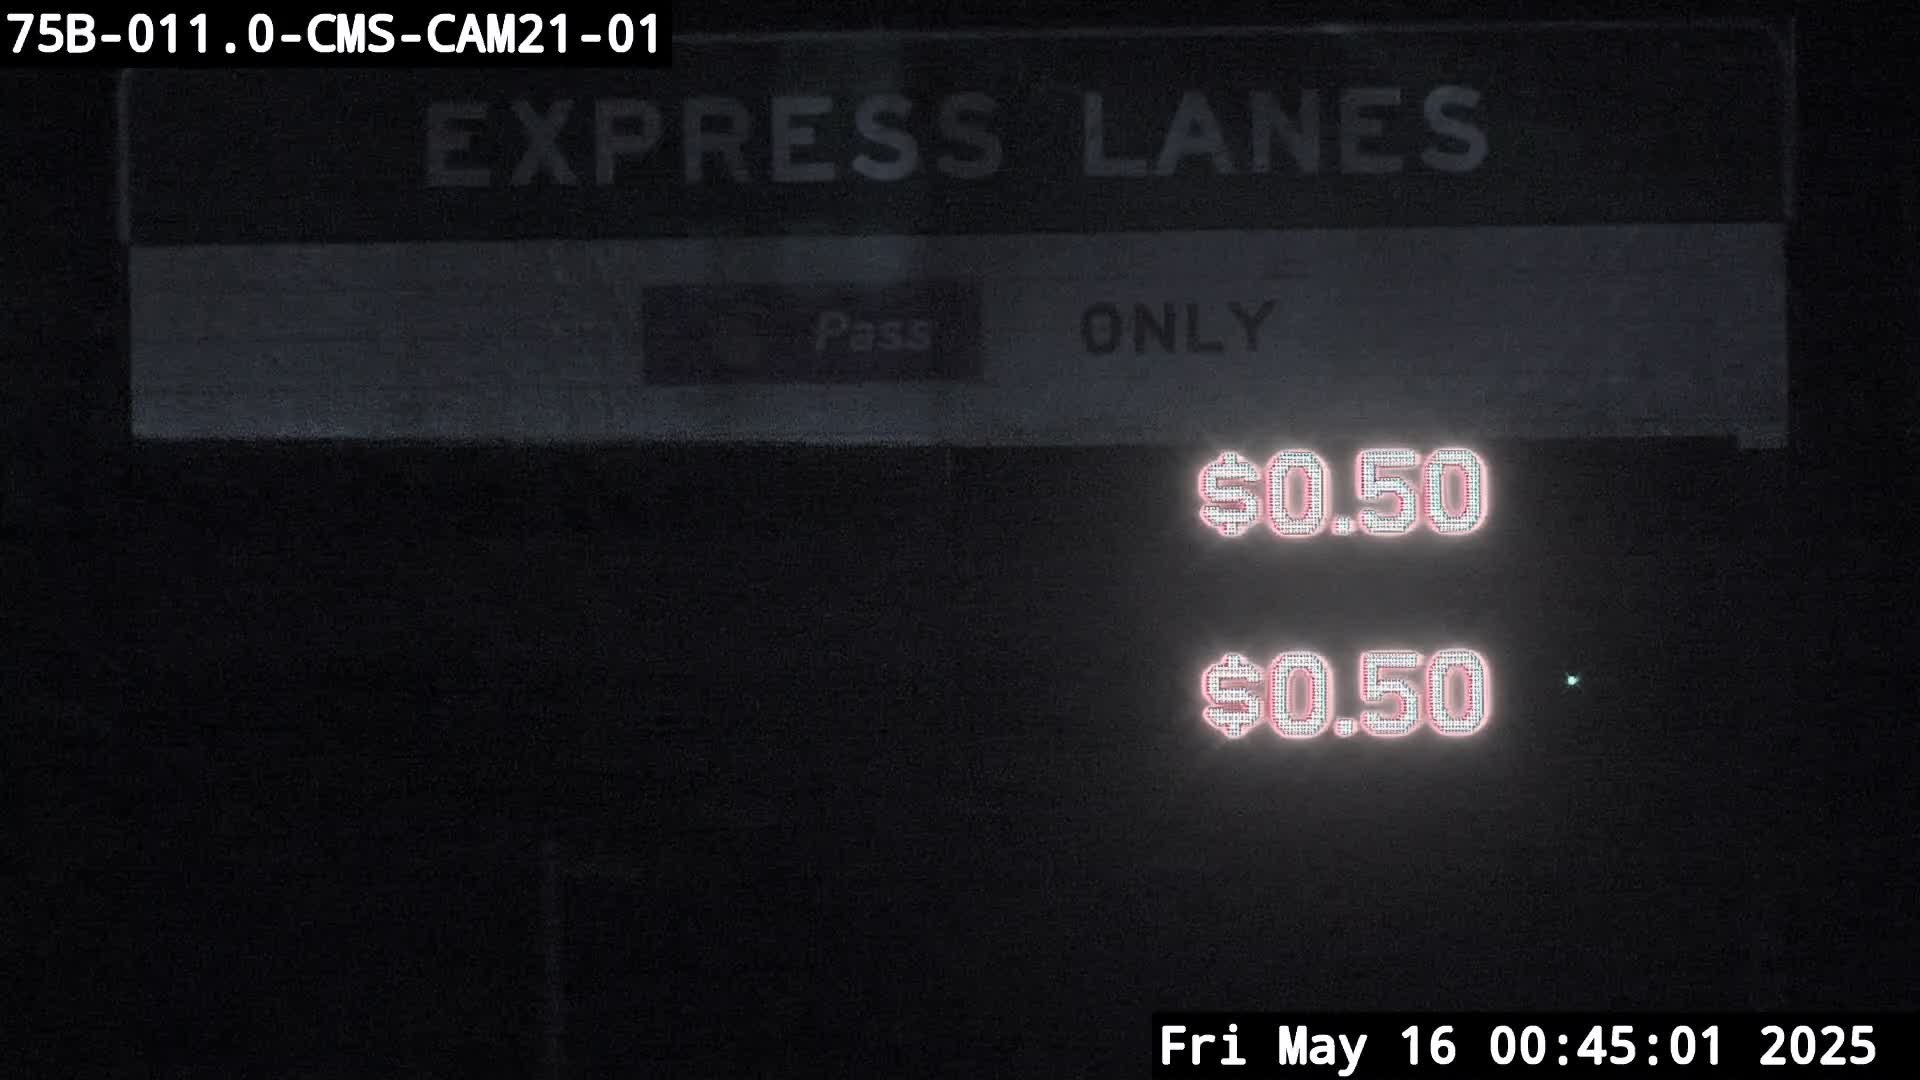 75B-011.0-CMS-CAM21-01
EXPRESS LANES
Pass ONLY
$0.50
$0.50
Fri May 16 00:45:01 2025